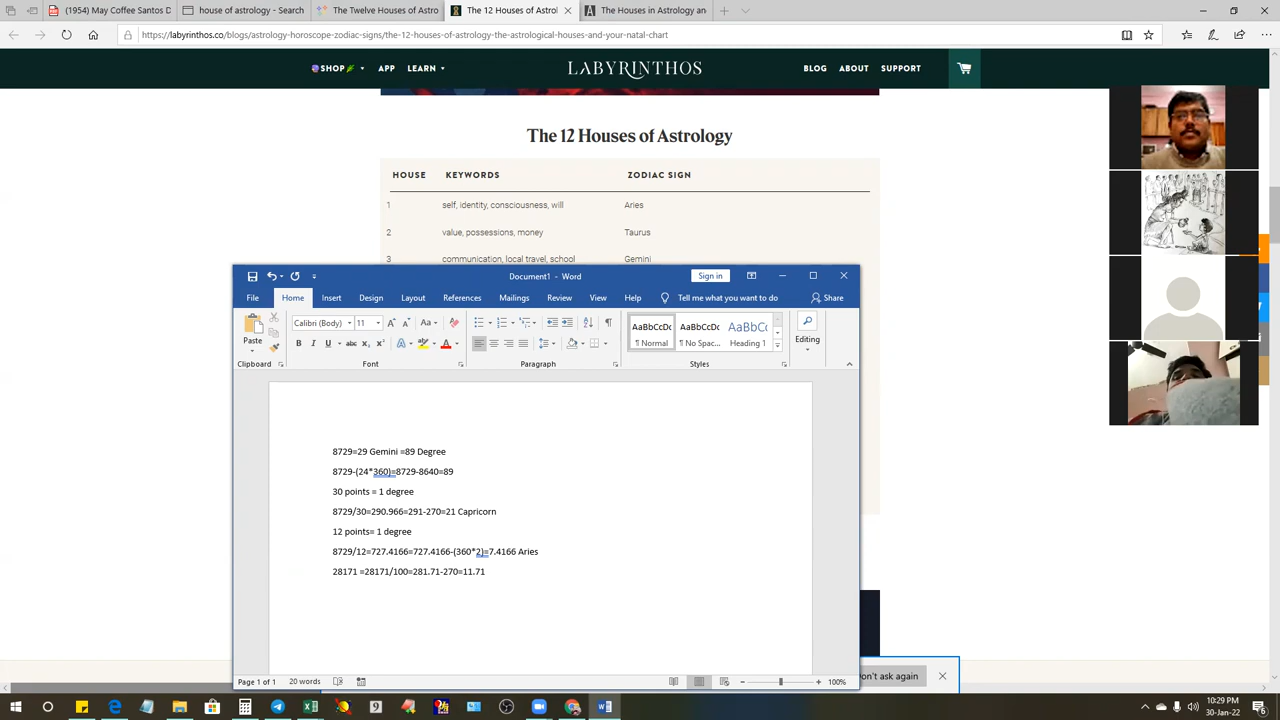 (1954) May Coffee Santos D
house of astrology - Search
The Twelve Houses of Astro
The 12 Houses of Astrol
The Houses in Astrology an
https://labyrinthos.co/blogs/astrology-horoscope-zodiac-signs/the-12-houses-of-astrology-the-astrological-houses-and-your-natal-chart
SHOP APP LEARN LABYRINTHOS BLOG ABOUT SUPPORT
The 12 Houses of Astrology
HOUSE KEYWORDS ZODIAC SIGN
1 self, identity, consciousness, will Aries
2 value, possessions, money Taurus
3 communication, local travel, school Gemini
Document1 - Word Sign in
File Home Insert Design Layout References Mailings Review View Help Tell me what you want to do Share
Calibri (Body) 11 Aa
AaBbCcDc AaBbCcDc AaBbCc
Paste
¶ Normal ¶ No Spac... Heading 1
Editing
Clipboard Font Paragraph Styles
8729=29 Gemini =89 Degree
8729-(24*360)=8729-8640=89
30 points = 1 degree
8729/30=290.966=291-270=21 Capricorn
12 points= 1 degree
8729/12=727.4166=727.4166-(360*2)=7.4166 Aries
28171 =28171/100=281.71-270=11.71
Page 1 of 1 20 words 100%
on't ask again
10:29 PM
30-Jan-22